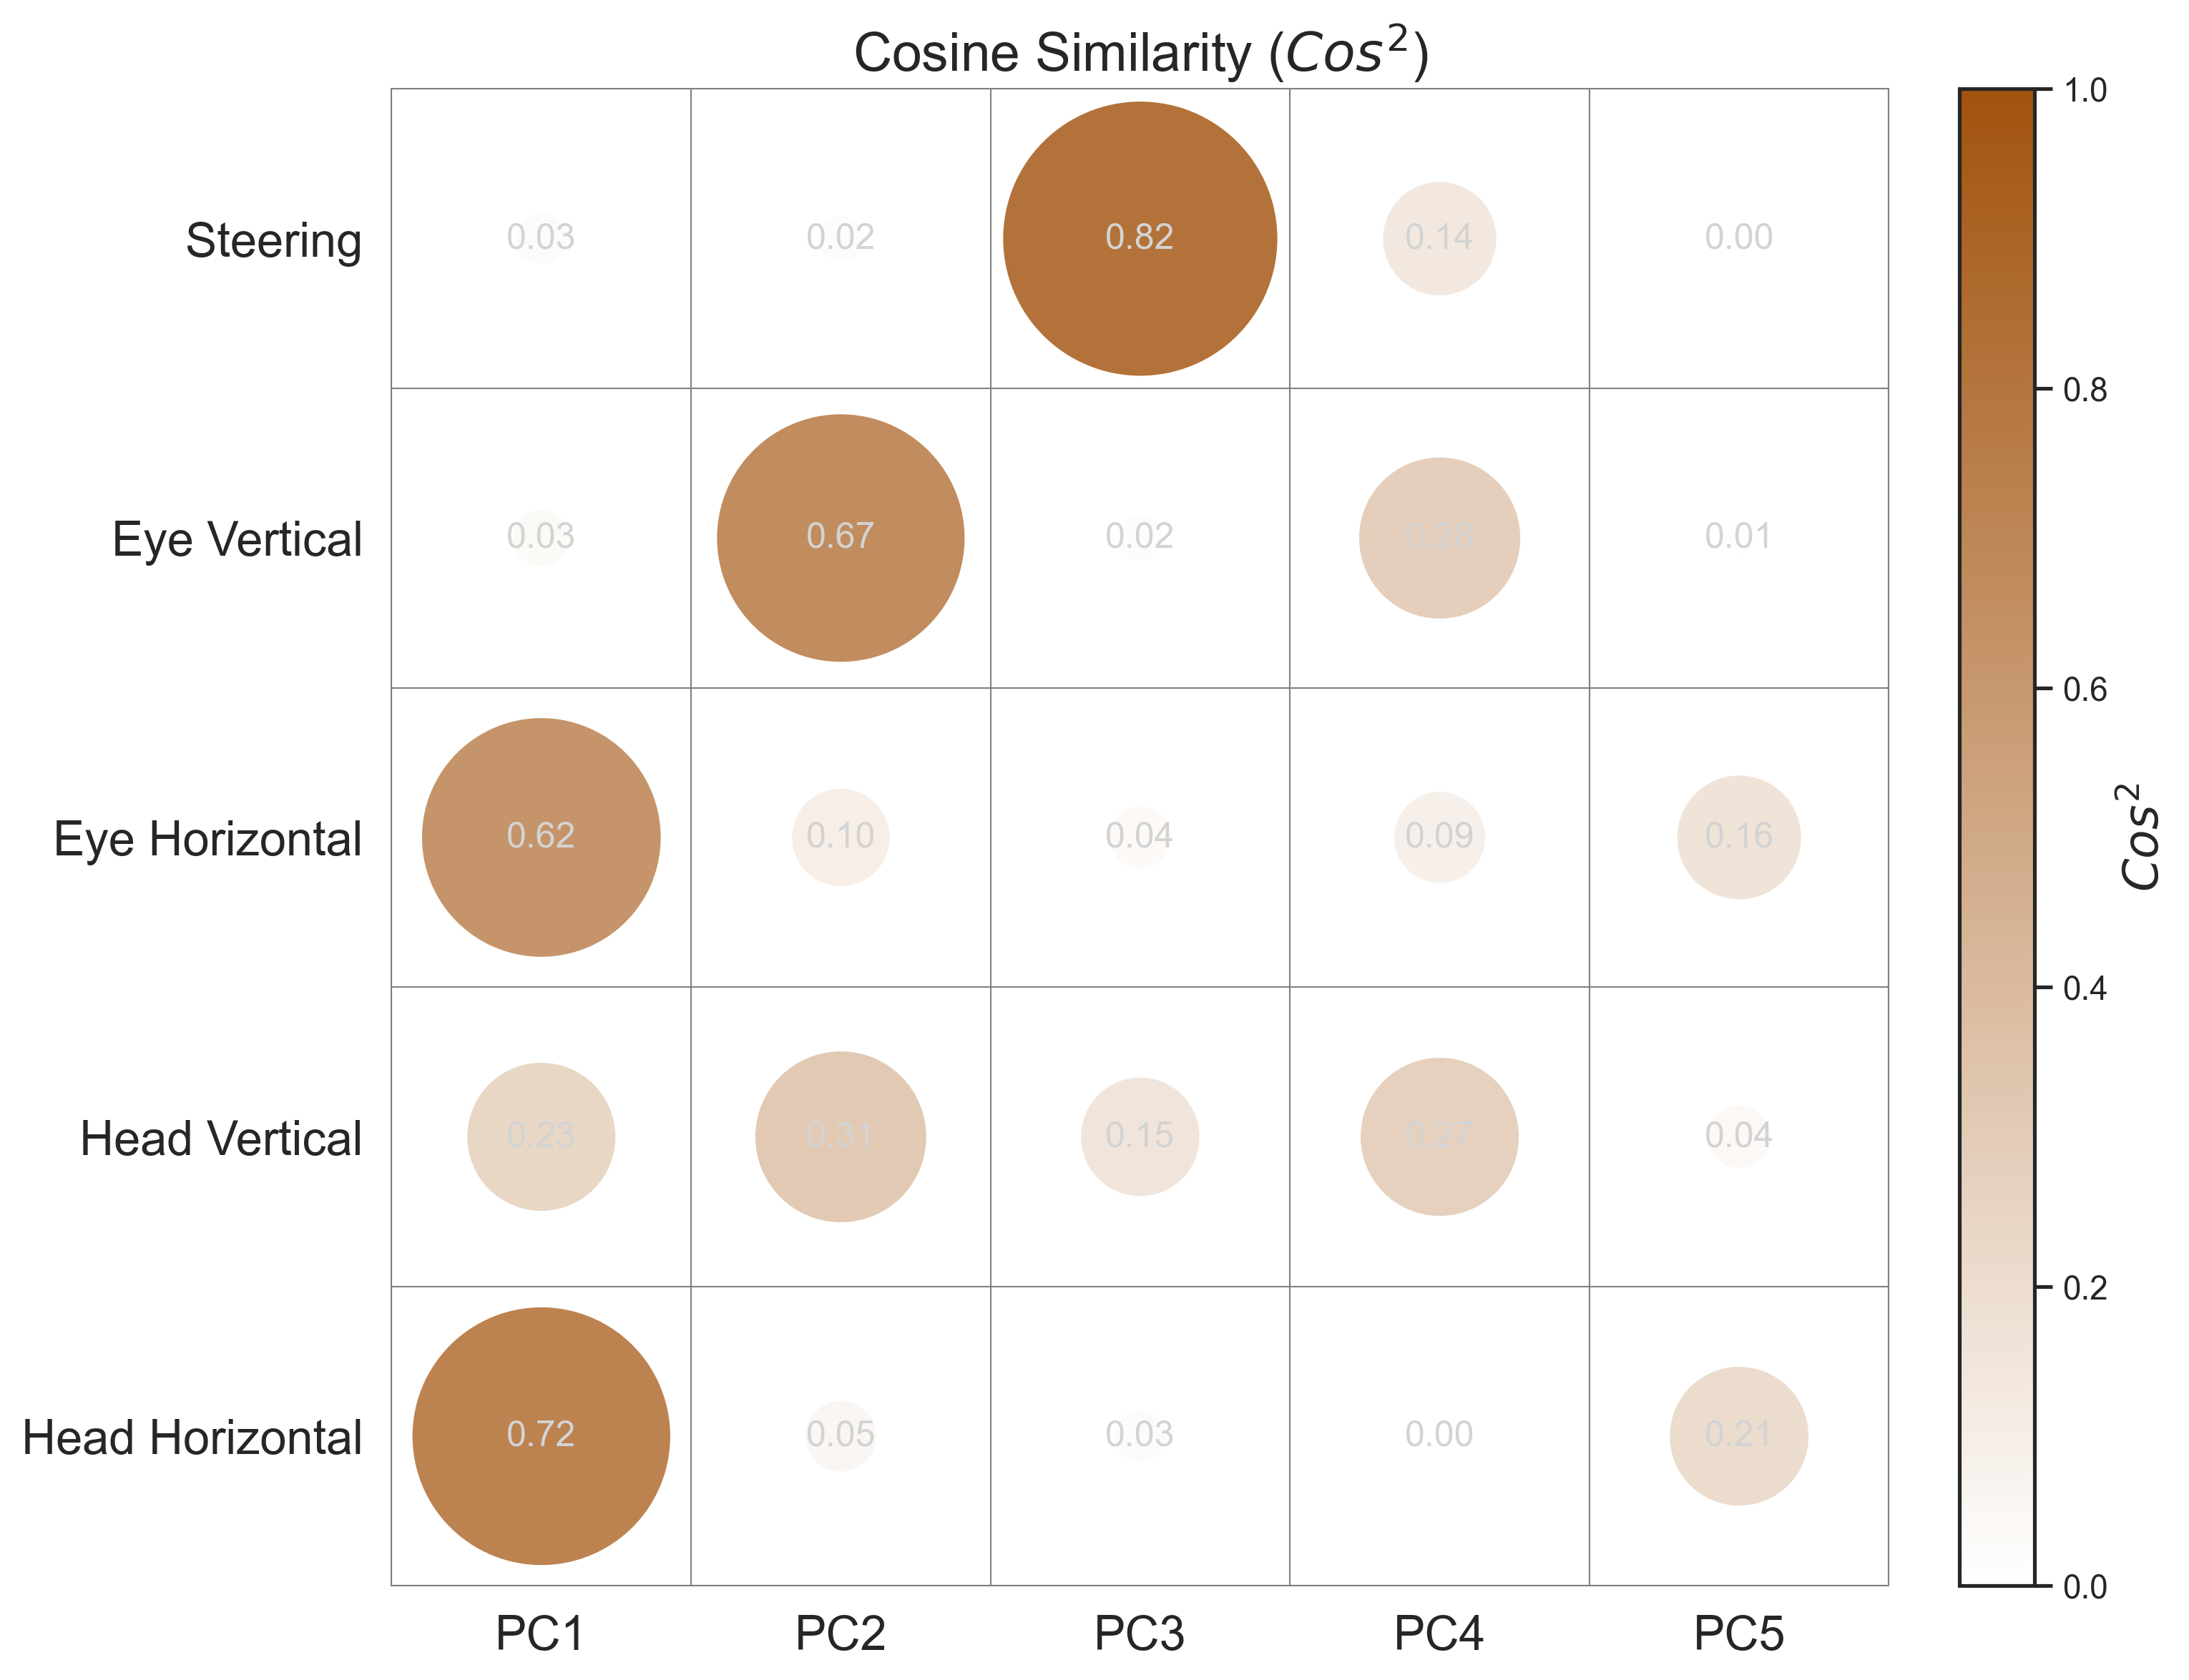 Cosine Similarity (Cos²)
Steering 0.03 0.02 0.82 0.14 0.00
Eye Vertical 0.03 0.67 0.02 0.28 0.01
Eye Horizontal 0.62 0.10 0.04 0.09 0.16
Head Vertical 0.23 0.31 0.15 0.27 0.04
Head Horizontal 0.72 0.05 0.03 0.00 0.21
PC1 PC2 PC3 PC4 PC5
1.0
0.8
0.6
0.4
0.2
0.0
Cos²